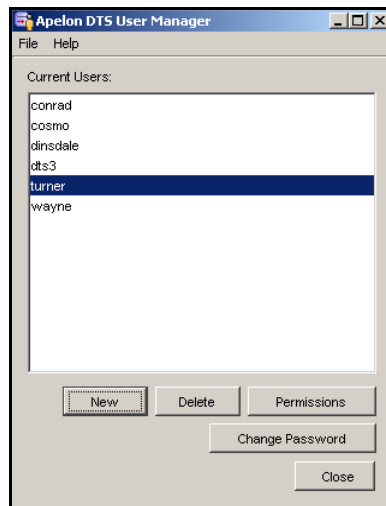 Apelon DTS User Manager
File Help
Current Users:
conrad
cosmo
dinsdale
dts3
turner
wayne
New Delete Permissions
Change Password
Close